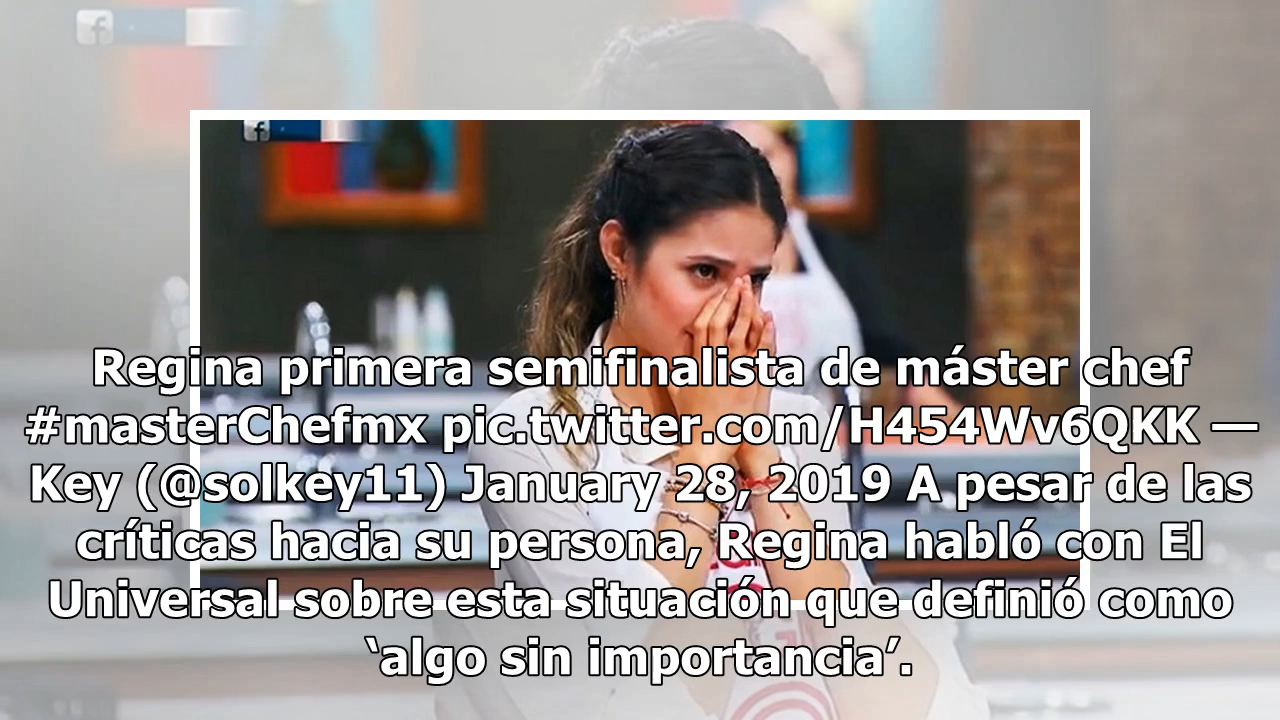 Regina primera semifinalista de máster chef
#masterChefmx pic.twitter.com/H454Wv6QKK —
Key (@solkey11) January 28, 2019 A pesar de las
críticas hacia su persona, Regina habló con El
Universal sobre esta situación que definió como
‘algo sin importancia’.